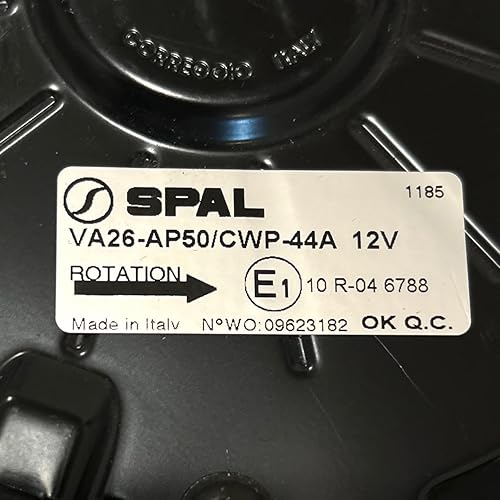 CORREGGIO ITALY
SPAL
1185
VA26-AP50/CWP-44A 12V
ROTATION
E1
10 R-04 6788
Made in Italy N°WO:09623182 OK Q.C.